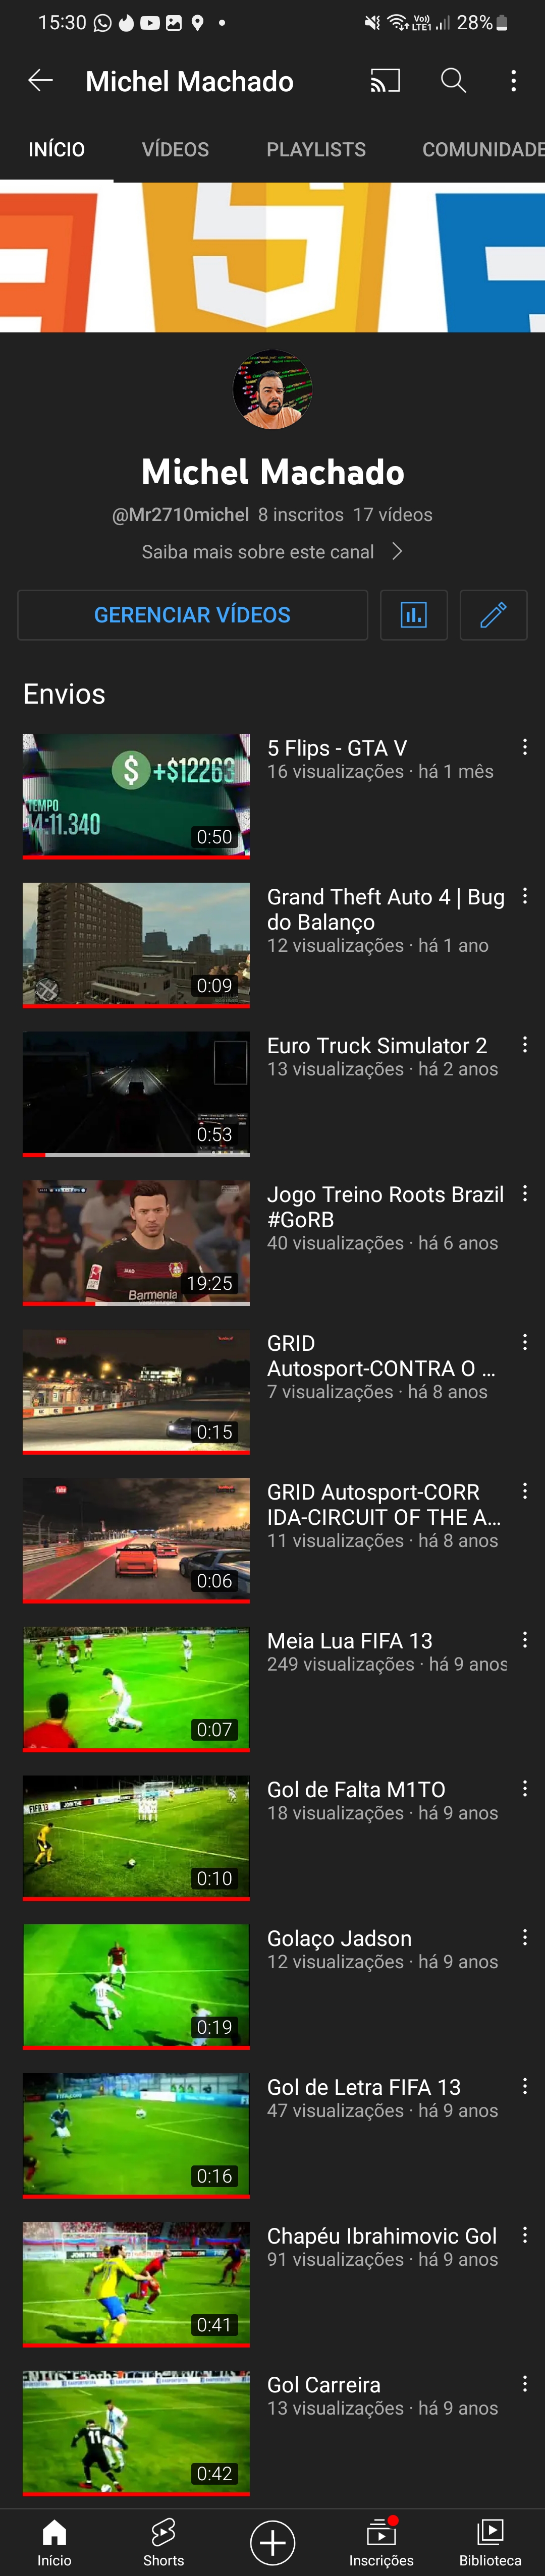 15:30
Vo)) LTE1 28%
Michel Machado
INÍCIO VÍDEOS PLAYLISTS COMUNIDADE
Michel Machado
@Mr2710michel 8 inscritos 17 vídeos
Saiba mais sobre este canal
GERENCIAR VÍDEOS
Envios
$ +$12263
TEMPO
14:11.340
0:50
5 Flips - GTA V
16 visualizações · há 1 mês
0:09
Grand Theft Auto 4 | Bug
do Balanço
12 visualizações · há 1 ano
0:53
Euro Truck Simulator 2
13 visualizações · há 2 anos
Barmenia
19:25
Jogo Treino Roots Brazil
#GoRB
40 visualizações · há 6 anos
0:15
GRID
Autosport-CONTRA O ...
7 visualizações · há 8 anos
0:06
GRID Autosport-CORR
IDA-CIRCUIT OF THE A...
11 visualizações · há 8 anos
0:07
Meia Lua FIFA 13
249 visualizações · há 9 anos
0:10
Gol de Falta M1TO
18 visualizações · há 9 anos
0:19
Golaço Jadson
12 visualizações · há 9 anos
0:16
Gol de Letra FIFA 13
47 visualizações · há 9 anos
0:41
Chapéu Ibrahimovic Gol
91 visualizações · há 9 anos
11
0:42
Gol Carreira
13 visualizações · há 9 anos
Início Shorts Inscrições Biblioteca